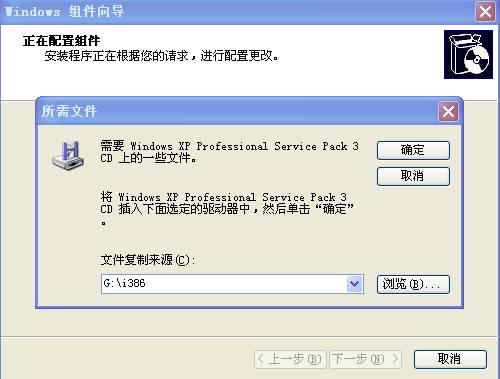 Windows 组件向导
正在配置组件
安装程序正在根据您的请求，进行配置更改。
所需文件
需要 Windows XP Professional Service Pack 3
CD 上的一些文件。
确定
取消
将 Windows XP Professional Service Pack 3
CD 插入下面选定的驱动器中，然后单击“确定”
。
文件复制来源(C):
G:\i386
浏览(B)...
< 上一步(B)
下一步(N) >
取消